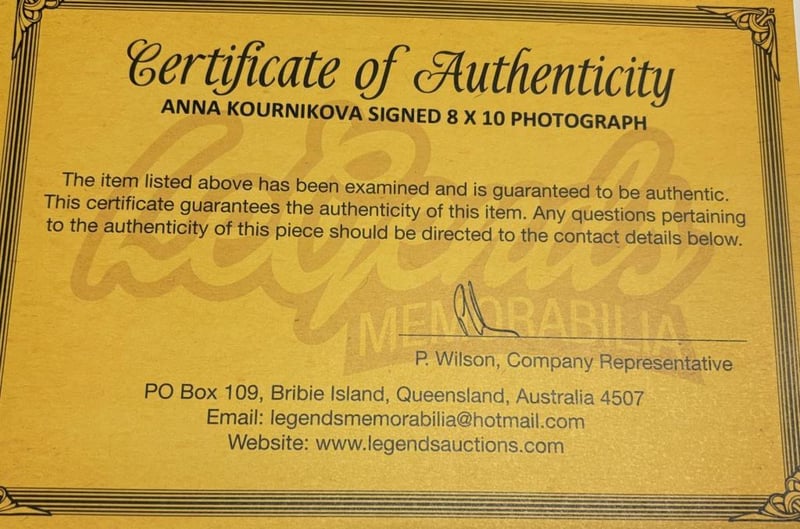 Certificate of Authenticity
ANNA KOURNIKOVA SIGNED 8 X 10 PHOTOGRAPH
The item listed above has been examined and is guaranteed to be authentic.
This certificate guarantees the authenticity of this item. Any questions pertaining
to the authenticity of this piece should be directed to the contact details below.
Legends
MEMORABILIA
P. Wilson, Company Representative
PO Box 109, Bribie Island, Queensland, Australia 4507
Email: legendsmemorabilia@hotmail.com
Website: www.legendsauctions.com